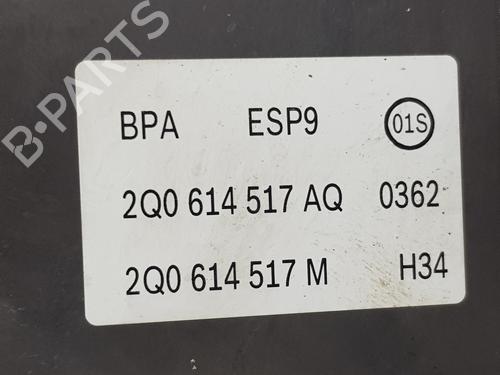 B-PARTS
BPA ESP9 01S
2Q0 614 517 AQ 0362
2Q0 614 517 M H34